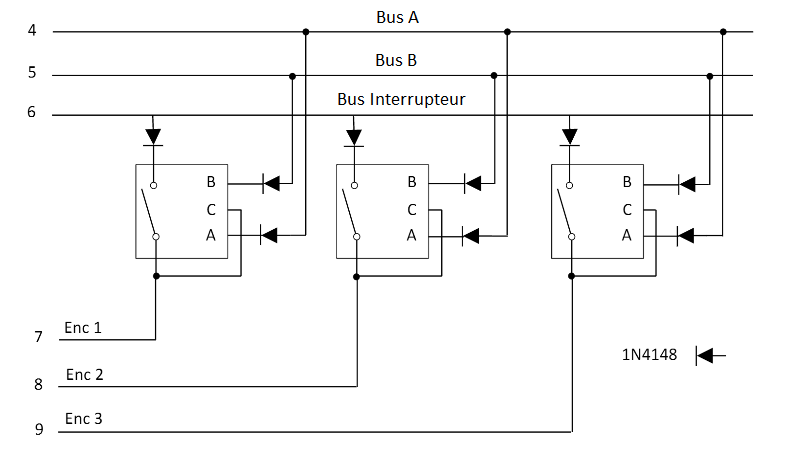 4 Bus A
5 Bus B
6 Bus Interrupteur
B B B
C C C
A A A
7 Enc 1
1N4148
8 Enc 2
9 Enc 3